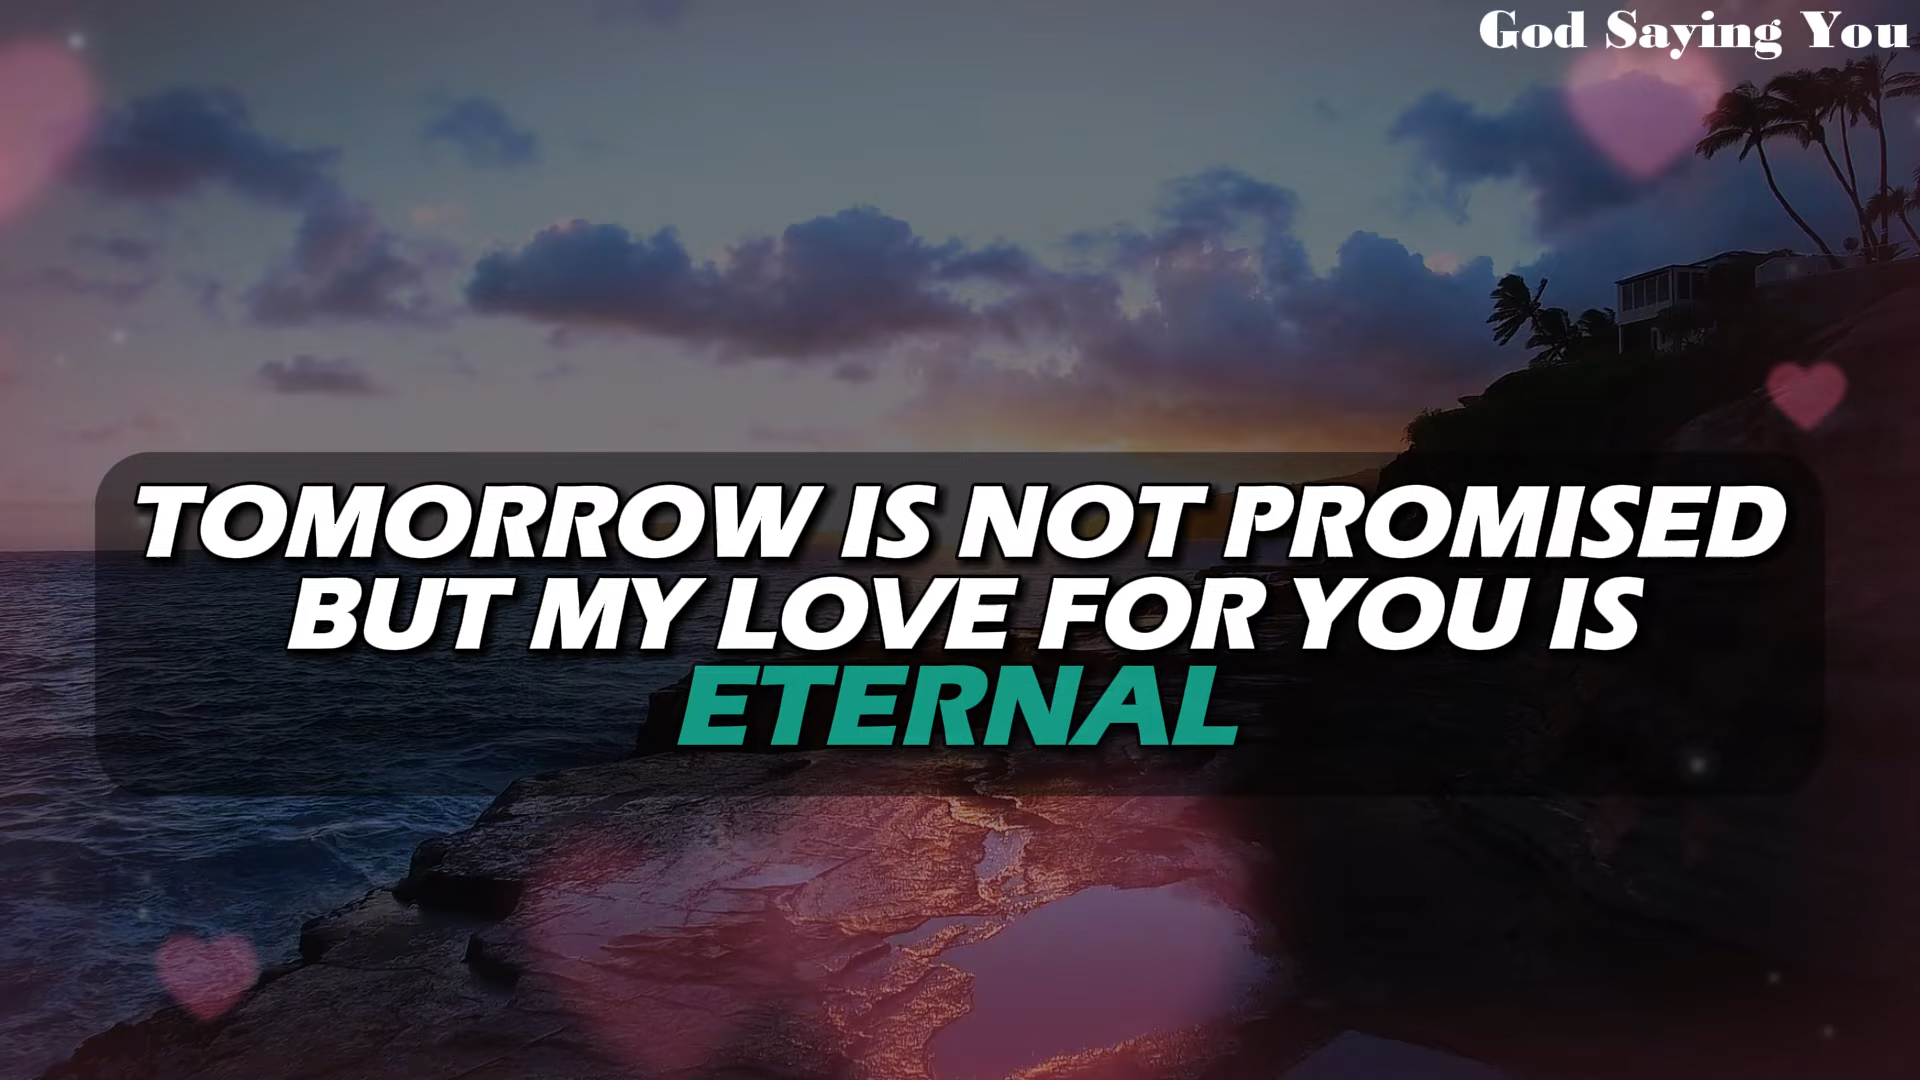 God Saying You
TOMORROW IS NOT PROMISED
BUT MY LOVE FOR YOU IS
ETERNAL